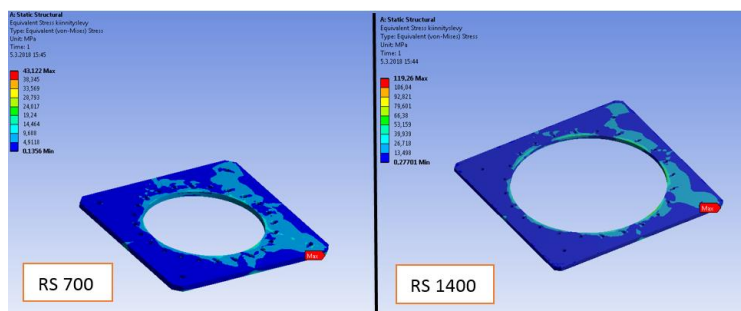 A: Static Structural
Equivalent Stress kinnityslevy
Type: Equivalent (von-Mises) Stress
Unit: MPa
Time: 1
5.3.2018 15:45
43,122 Max
38,345
33,569
28,793
24,017
19,24
14,464
9,688
4,9118
0,1356 Min
Max
RS 700
A: Static Structural
Equivalent Stress kinnityslevy
Type: Equivalent (von-Mises) Stress
Unit: MPa
Time: 1
5.3.2018 15:44
119,26 Max
106,04
92,821
79,601
66,38
53,159
39,939
26,718
13,498
0,27701 Min
Max
RS 1400